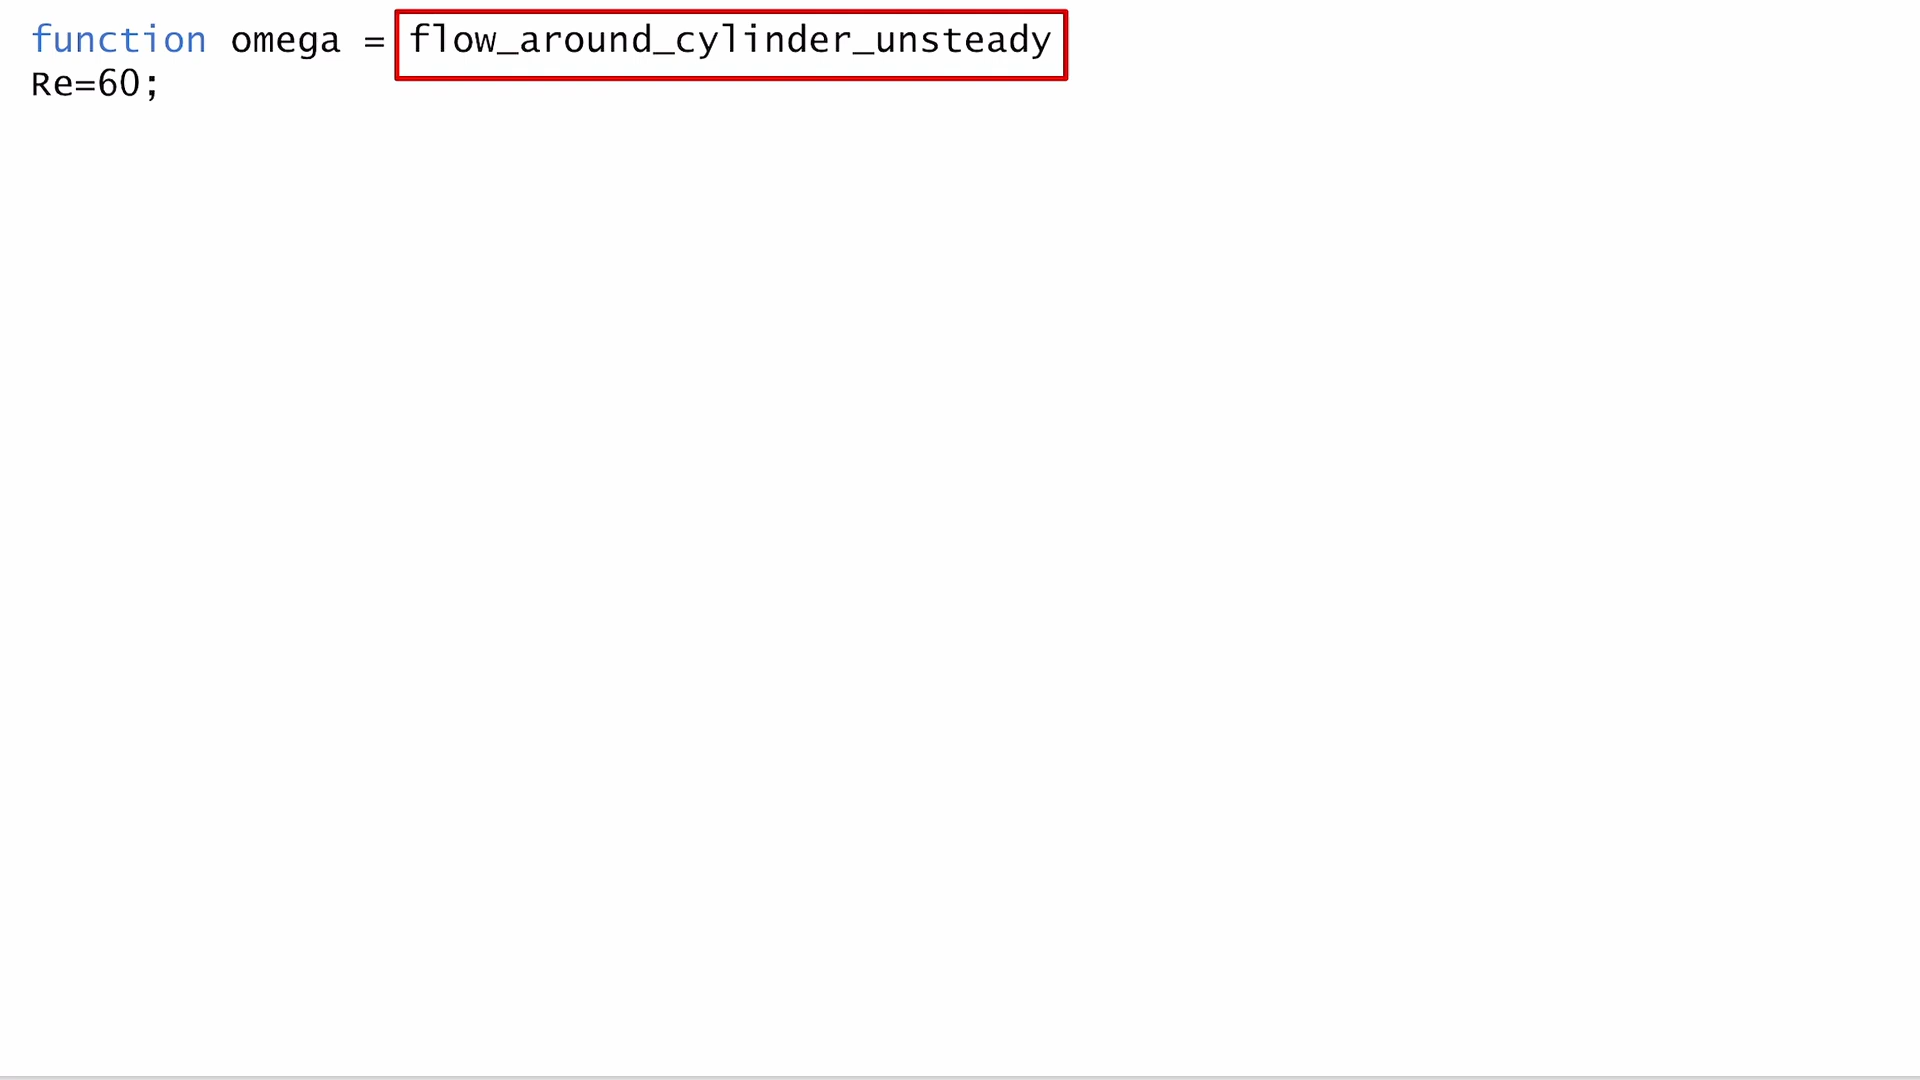 function omega = flow_around_cylinder_unsteady
Re=60;